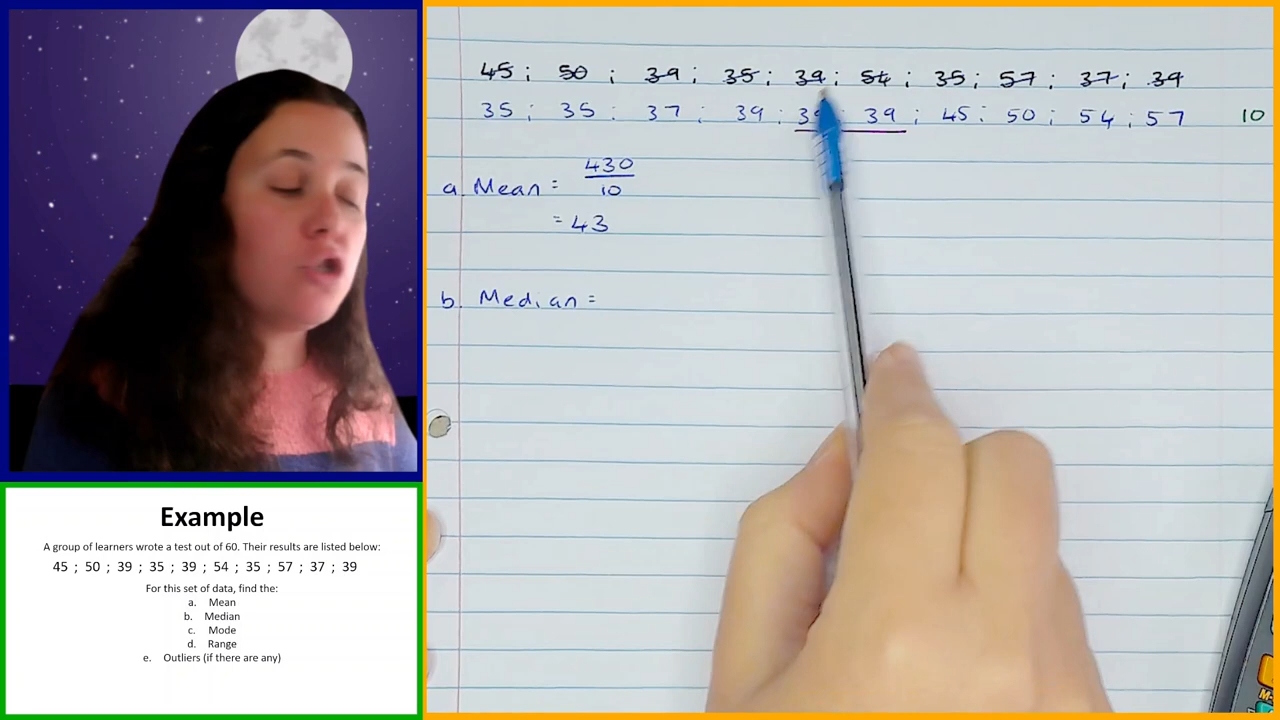 45 ; 50 ; 39 ; 35 ; 39 ; 54 ; 35 ; 57 ; 37 ; 39
35 ; 35 ; 37 ; 39 ; 39 ; 39 ; 45 ; 50 ; 54 ; 57 10
a. Mean = 430
10
= 43
b. Median =
Example
A group of learners wrote a test out of 60. Their results are listed below:
45 ; 50 ; 39 ; 35 ; 39 ; 54 ; 35 ; 57 ; 37 ; 39
For this set of data, find the:
a. Mean
b. Median
c. Mode
d. Range
e. Outliers (if there are any)